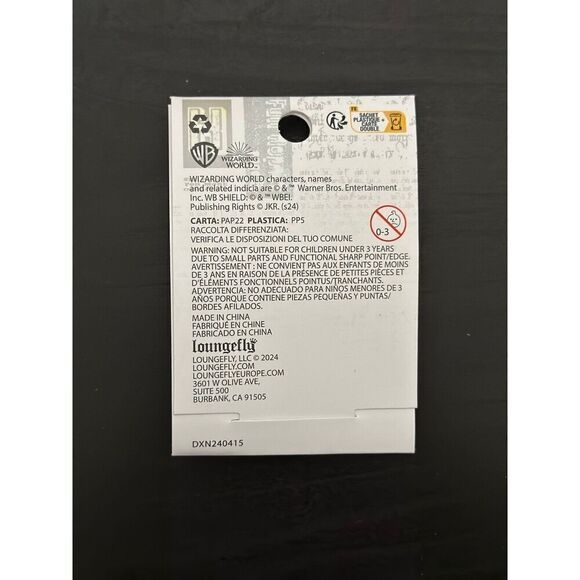 FR
SACHET
PLASTIQUE +
CARTE
DOUBLE
WB
WIZARDING
WORLD
WIZARDING WORLD characters, names
and related indicia are © & ™ Warner Bros. Entertainment
Inc. WB SHIELD: © & ™ WBEI.
Publishing Rights © JKR. (s24)
CARTA: PAP22 PLASTICA: PP5
RACCOLTA DIFFERENZIATA:
VERIFICA LE DISPOSIZIONI DEL TUO COMUNE
0-3
WARNING: NOT SUITABLE FOR CHILDREN UNDER 3 YEARS
DUE TO SMALL PARTS AND FUNCTIONAL SHARP POINT/EDGE.
AVERTISSEMENT : NE CONVIENT PAS AUX ENFANTS DE MOINS
DE 3 ANS EN RAISON DE LA PRÉSENCE DE PETITES PIÈCES ET
D'ÉLÉMENTS FONCTIONNELS POINTUS/TRANCHANTS.
ADVERTENCIA: NO ADECUADO PARA NIÑOS MENORES DE 3
AÑOS PORQUE CONTIENE PIEZAS PEQUEÑAS Y PUNTAS/
BORDES AFILADOS.
MADE IN CHINA
FABRIQUÉ EN CHINE
FABRICADO EN CHINA
loungefly
LOUNGEFLY, LLC © 2024
LOUNGEFLY.COM
LOUNGEFLYEUROPE.COM
3601 W OLIVE AVE,
SUITE 500
BURBANK, CA 91505
DXN240415